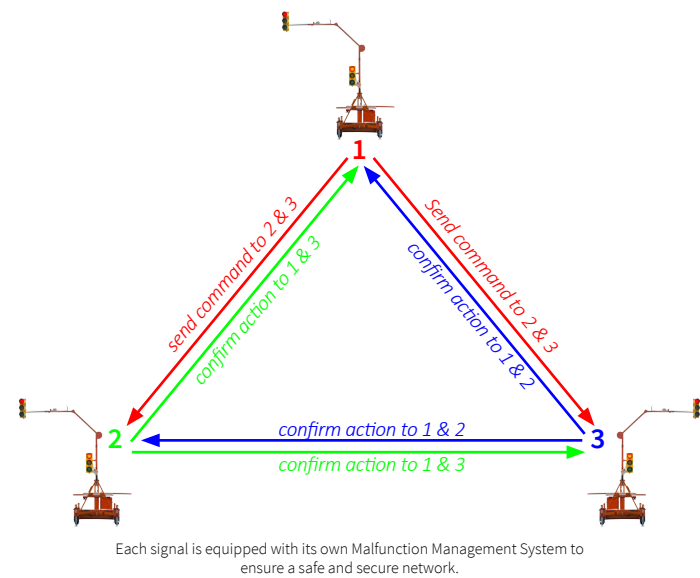 1
send command to 2 & 3
confirm action to 1 & 3
Send command to 2 & 3
confirm action to 1 & 2
2
confirm action to 1 & 2
3
confirm action to 1 & 3
Each signal is equipped with its own Malfunction Management System to
ensure a safe and secure network.